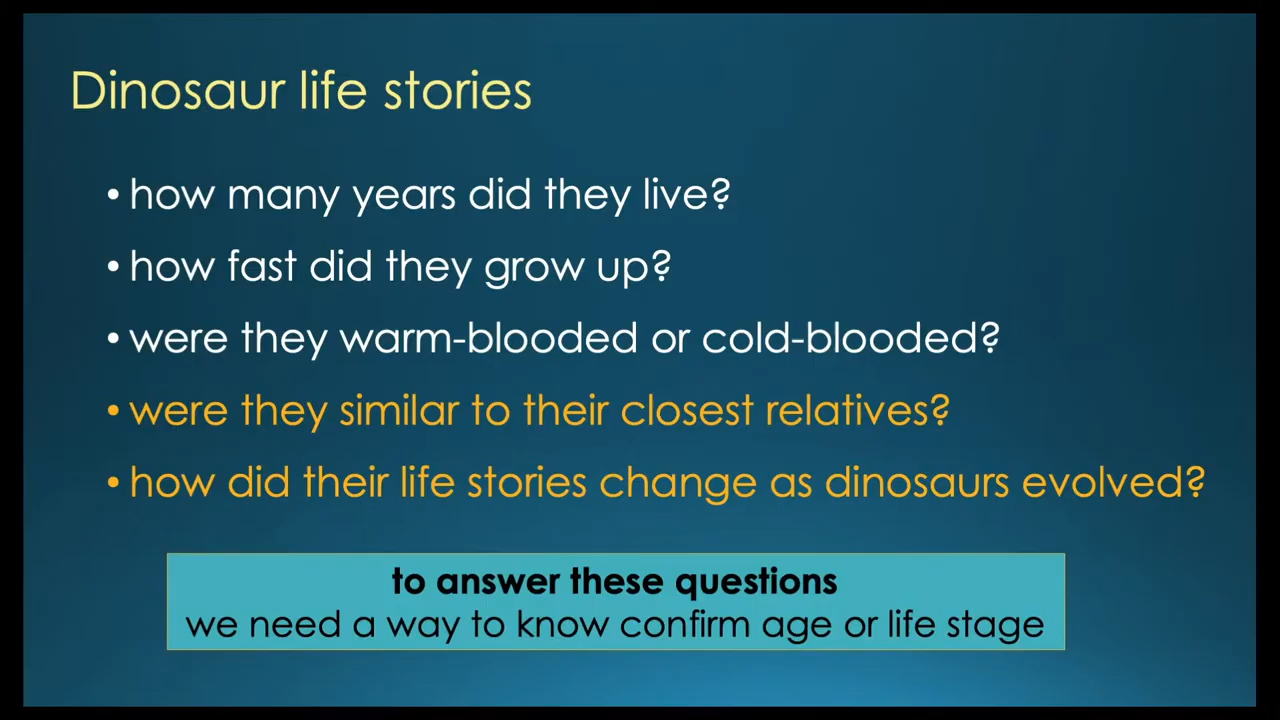 Dinosaur life stories
• how many years did they live?
• how fast did they grow up?
• were they warm-blooded or cold-blooded?
• were they similar to their closest relatives?
• how did their life stories change as dinosaurs evolved?
to answer these questions
we need a way to know confirm age or life stage